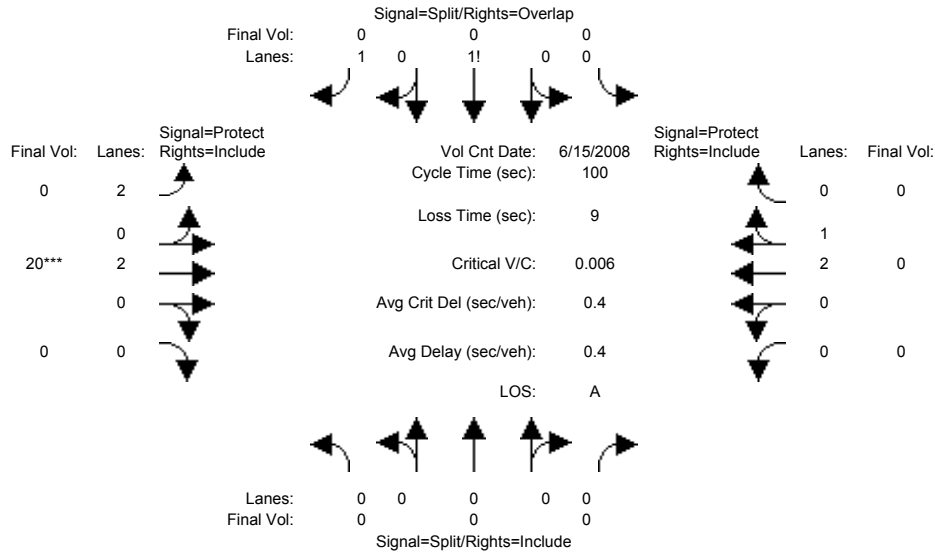 Signal=Split/Rights=Overlap
Final Vol: 0 0 0
Lanes: 1 0 1! 0 0
Signal=Protect Signal=Protect
Final Vol: Lanes: Rights=Include Vol Cnt Date: 6/15/2008 Rights=Include Lanes: Final Vol:
Cycle Time (sec): 100
0 2 0 0
Loss Time (sec): 9
0 1
20*** 2 Critical V/C: 0.006 2 0
0 Avg Crit Del (sec/veh): 0.4 0
0 0 Avg Delay (sec/veh): 0.4 0 0
LOS: A
Lanes: 0 0 0 0 0
Final Vol: 0 0 0
Signal=Split/Rights=Include